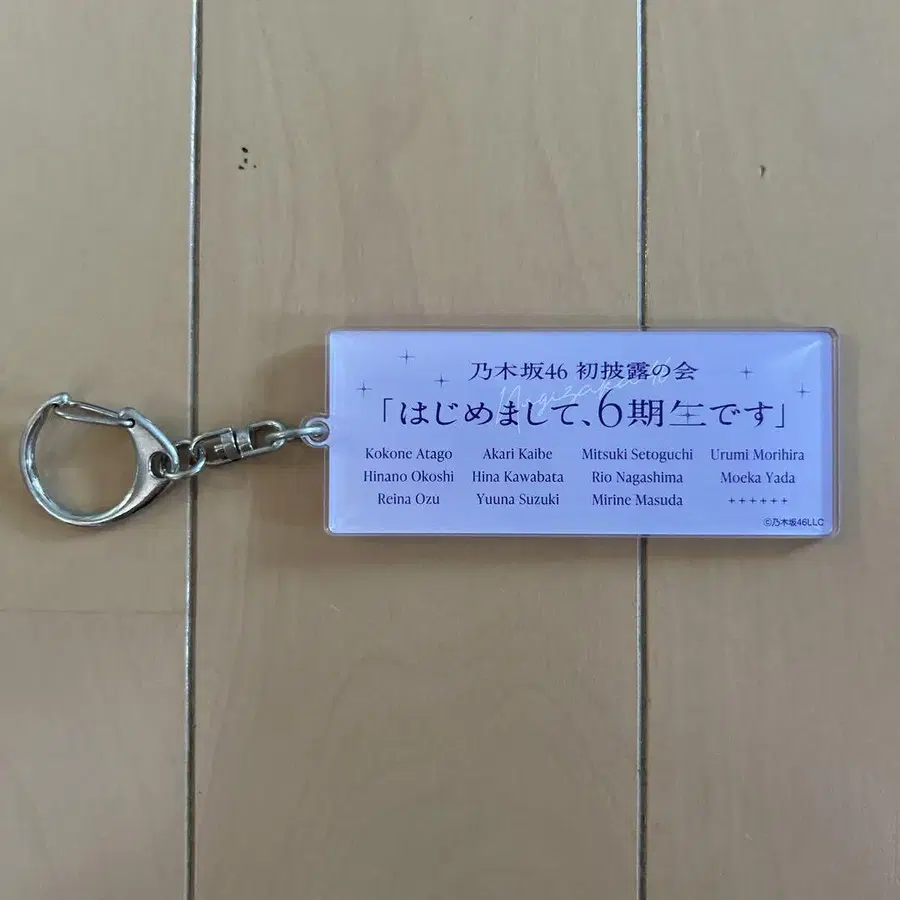 乃木坂46 初披露の会
Nogizaka46
「はじめまして、6期生です」
Kokone Atago Akari Kaibe Mitsuki Setoguchi Urumi Morihira
Hinano Okoshi Hina Kawabata Rio Nagashima Moeka Yada
Reina Ozu Yuuna Suzuki Mirine Masuda
©乃木坂46LLC